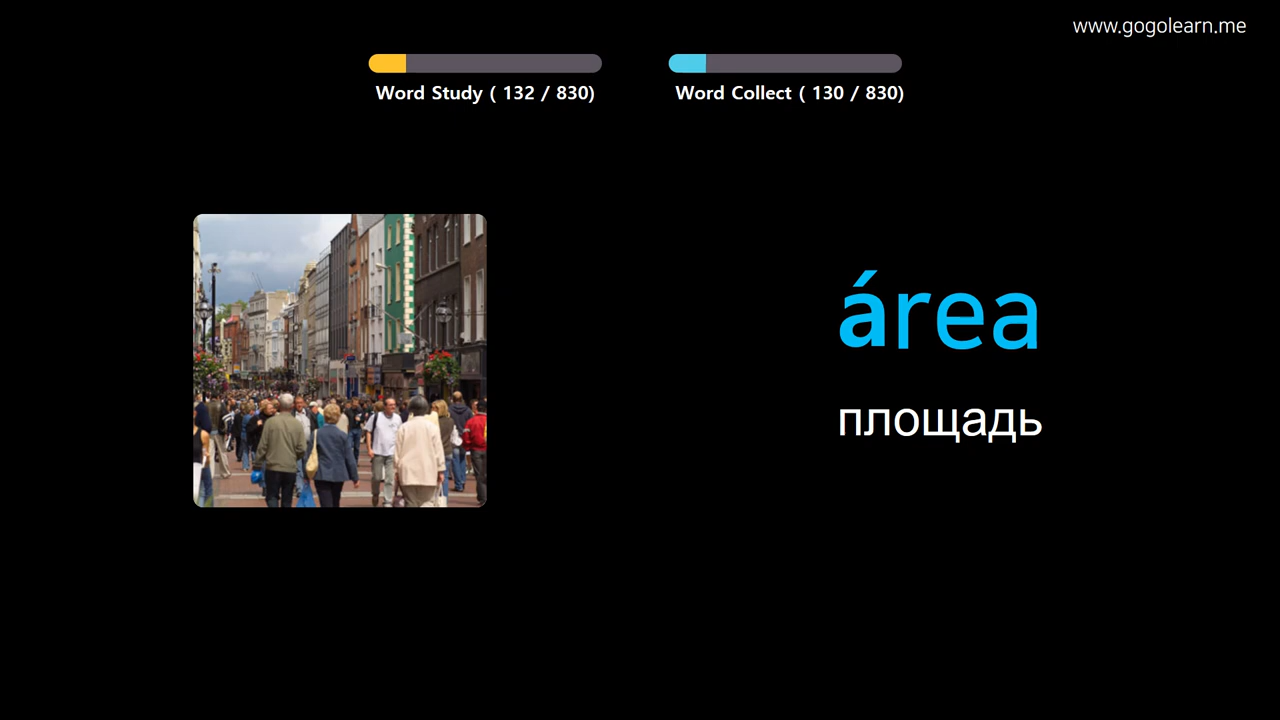 www.gogolearn.me
Word Study ( 132 / 830)
Word Collect ( 130 / 830)
área
площадь